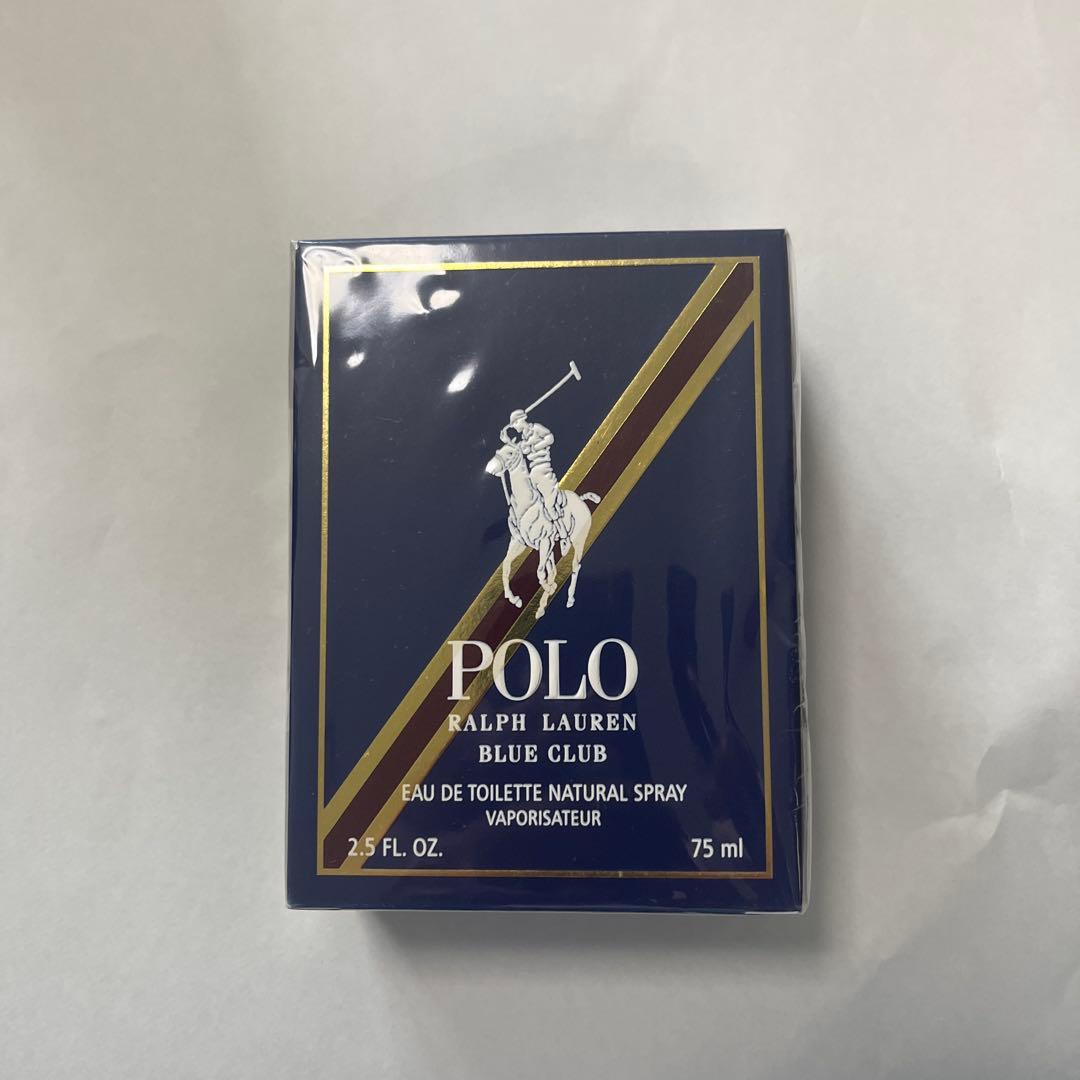 POLO
RALPH LAUREN
BLUE CLUB
EAU DE TOILETTE NATURAL SPRAY
VAPORISATEUR
2.5 FL. OZ. 75 ml